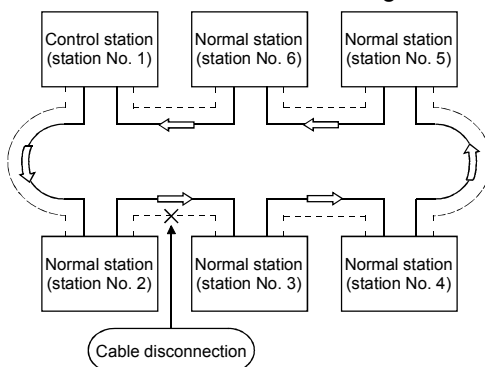 Control station
(station No. 1)
Normal station
(station No. 6)
Normal station
(station No. 5)
Normal station
(station No. 2)
Normal station
(station No. 3)
Normal station
(station No. 4)
Cable disconnection